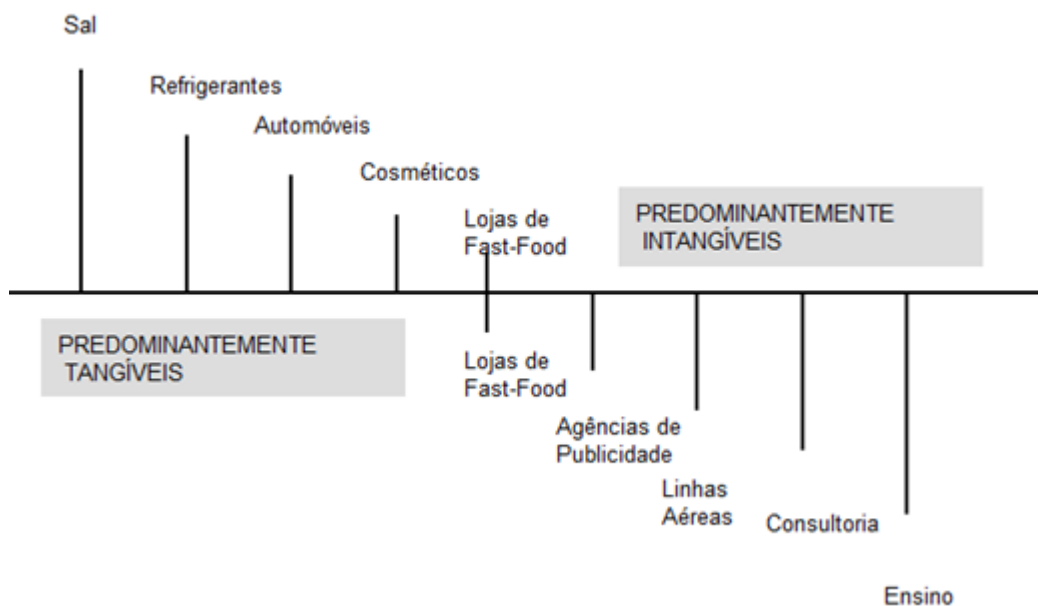 Sal
Refrigerantes
Automóveis
Cosméticos
Lojas de
Fast-Food
PREDOMINANTEMENTE
INTANGÍVEIS
PREDOMINANTEMENTE
TANGÍVEIS
Lojas de
Fast-Food
Agências de
Publicidade
Linhas
Aéreas
Consultoria
Ensino